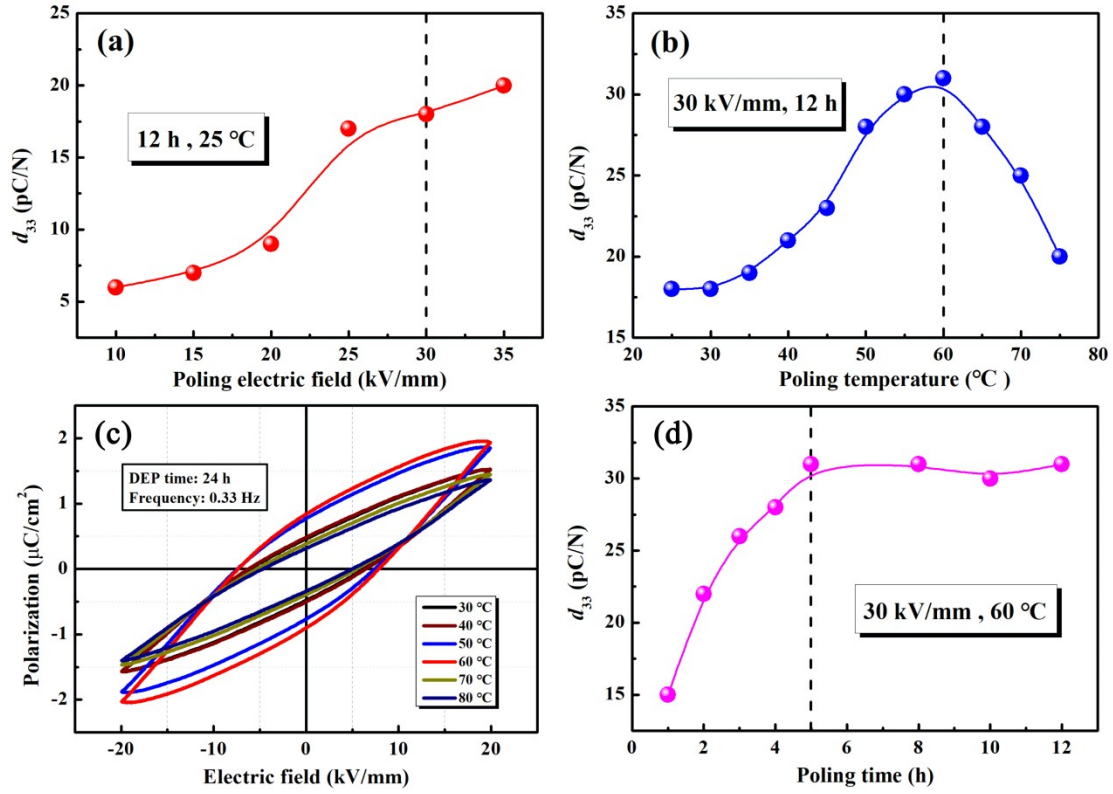 (a)
12 h , 25 ℃
25
20
15
10
5
d33 (pC/N)
10 15 20 25 30 35
Poling electric field (kV/mm)
(b)
30 kV/mm, 12 h
35
30
25
20
15
d33 (pC/N)
20 30 40 50 60 70 80
Poling temperature (℃ )
(c)
DEP time: 24 h
Frequency: 0.33 Hz
2
1
0
-1
-2
Polarization (μC/cm²)
30 ℃
40 ℃
50 ℃
60 ℃
70 ℃
80 ℃
-20 -10 0 10 20
Electric field (kV/mm)
(d)
30 kV/mm , 60 ℃
35
30
25
20
15
d33 (pC/N)
0 2 4 6 8 10 12
Poling time (h)